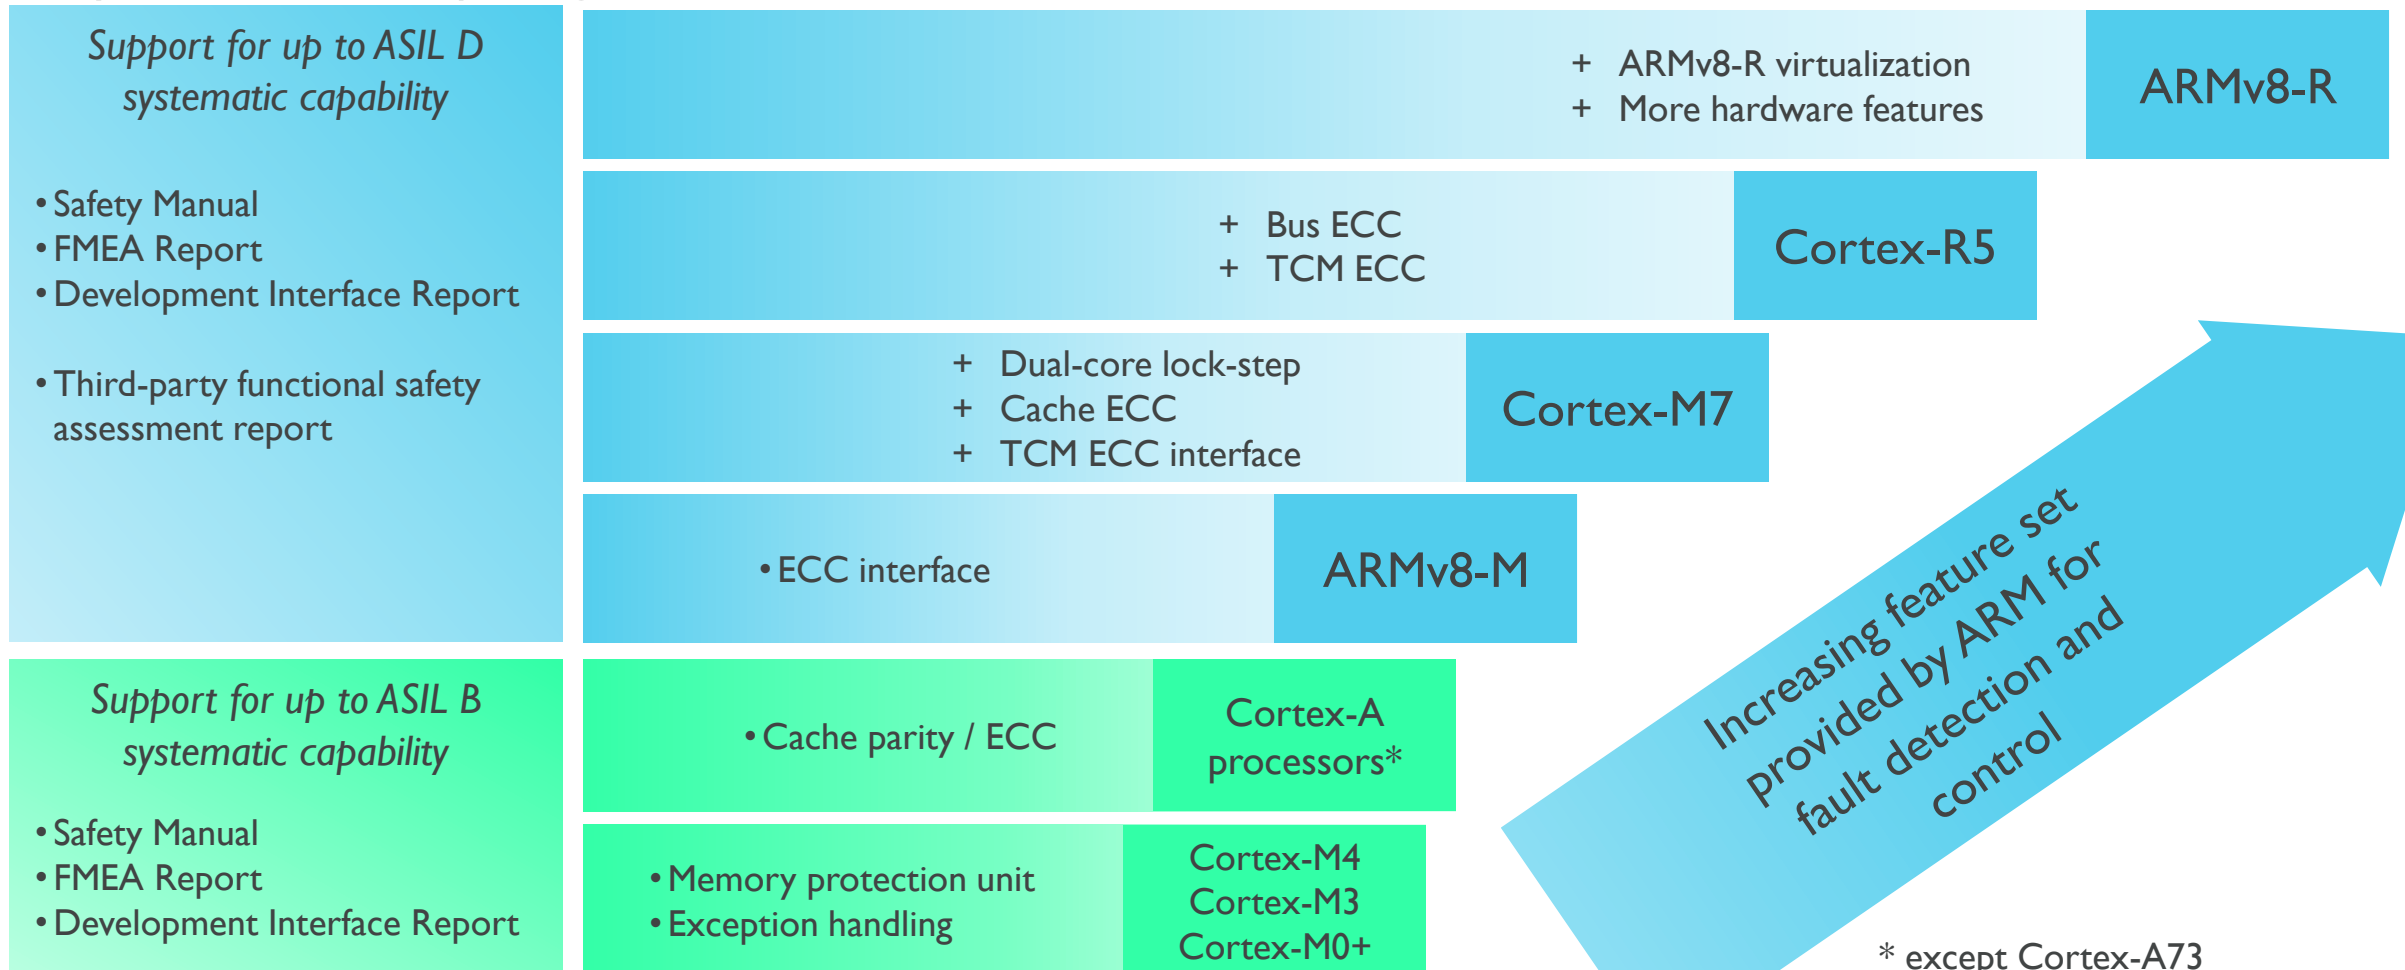 Support for up to ASIL D
systematic capability
• Safety Manual
• FMEA Report
• Development Interface Report
• Third-party functional safety
assessment report
+ ARMv8-R virtualization
+ More hardware features
ARMv8-R
+ Bus ECC
+ TCM ECC
Cortex-R5
+ Dual-core lock-step
+ Cache ECC
+ TCM ECC interface
Cortex-M7
• ECC interface
ARMv8-M
Support for up to ASIL B
systematic capability
• Safety Manual
• FMEA Report
• Development Interface Report
• Cache parity / ECC
Cortex-A
processors*
• Memory protection unit
• Exception handling
Cortex-M4
Cortex-M3
Cortex-M0+
Increasing feature set
provided by ARM for
fault detection and
control
* except Cortex-A73